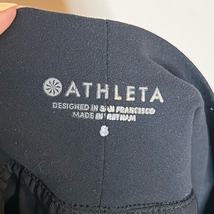 ATHLETA
DESIGNED IN SAN FRANCISCO
MADE IN VIETNAM